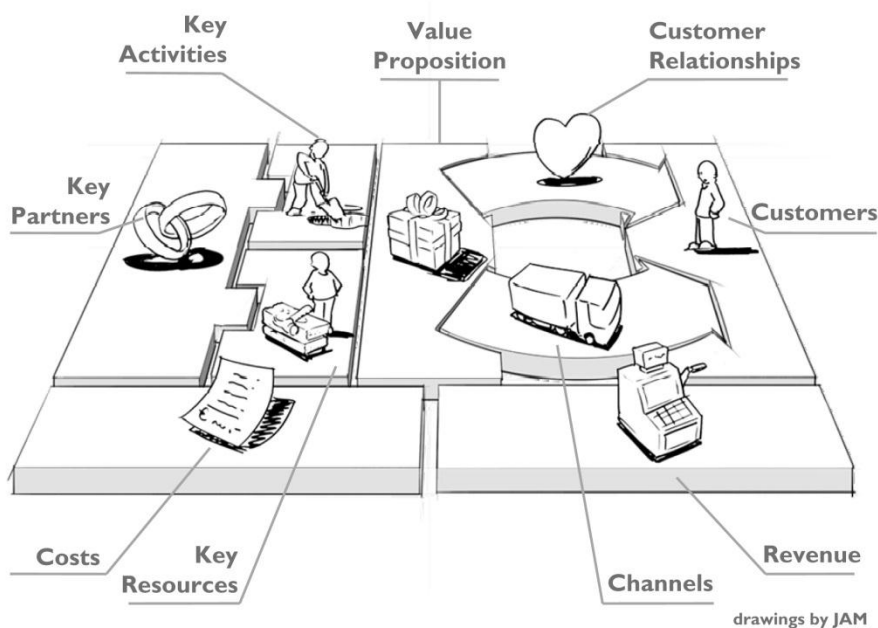 Key
Activities
Value
Proposition
Customer
Relationships
Key
Partners
Customers
€
Costs
Key
Resources
Channels
Revenue
drawings by JAM